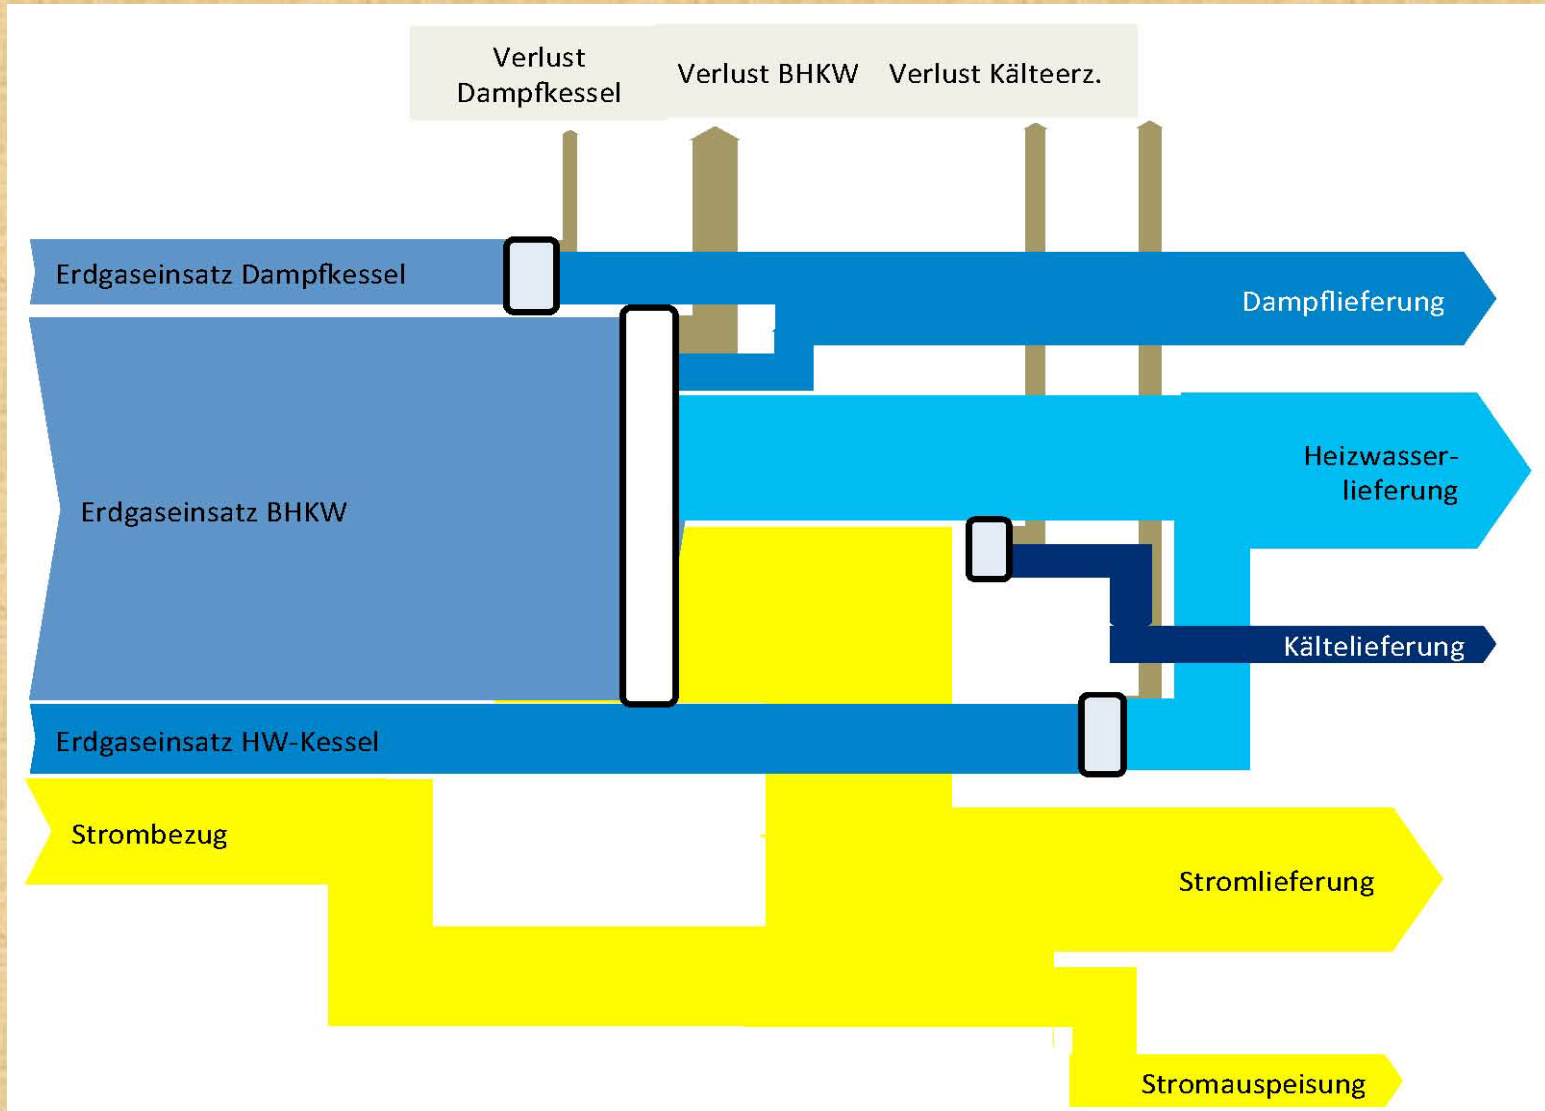 Verlust
Dampfkessel
Verlust BHKW
Verlust Kälteerz.
Erdgaseinsatz Dampfkessel
Dampflieferung
Heizwasser-
lieferung
Erdgaseinsatz BHKW
Kältelieferung
Erdgaseinsatz HW-Kessel
Strombezug
Stromlieferung
Stromauspeisung